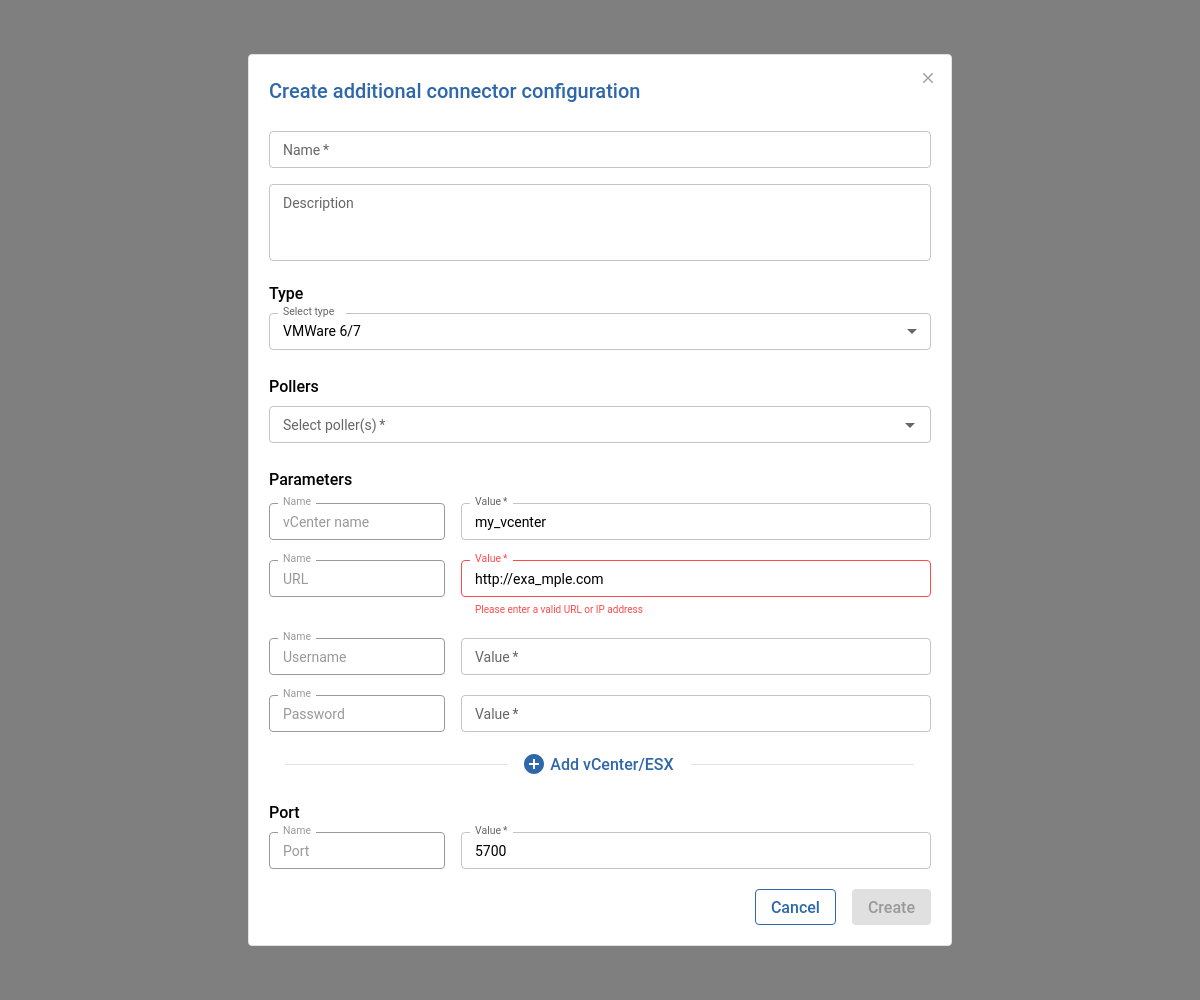 Create additional connector configuration
Name *
Description
Type
Select type
VMWare 6/7
Pollers
Select poller(s) *
Parameters
Name
vCenter name
Value *
my_vcenter
Name
URL
Value *
http://exa_mple.com
Please enter a valid URL or IP address
Name
Username
Value *
Name
Password
Value *
Add vCenter/ESX
Port
Name
Port
Value *
5700
Cancel
Create